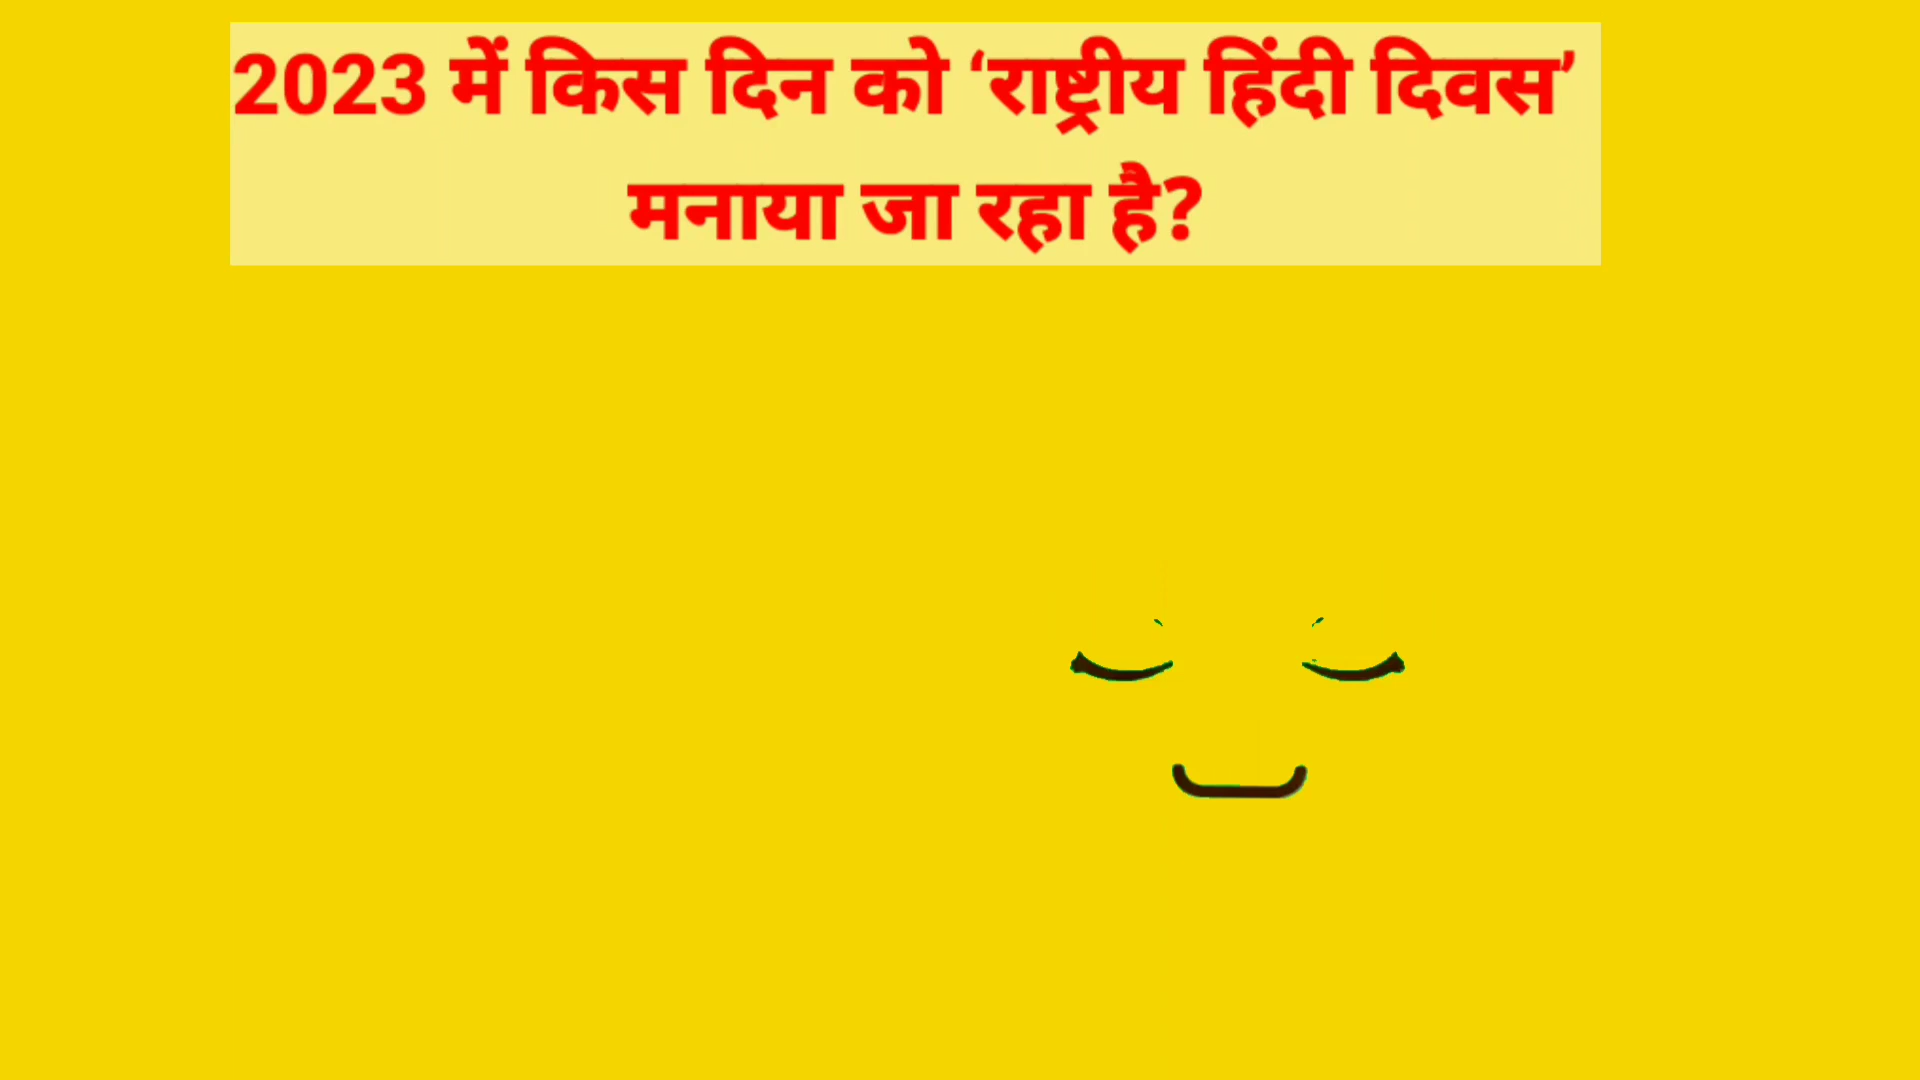 2023 में किस दिन को ‘राष्ट्रीय हिंदी दिवस’
मनाया जा रहा है?